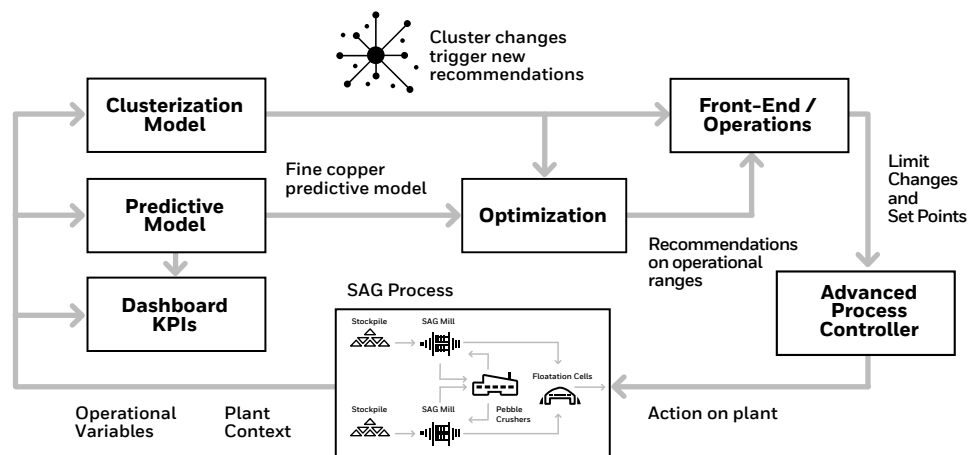 Cluster changes
trigger new
recommendations
Clusterization
Model
Front-End /
Operations
Fine copper
predictive model
Limit
Changes
and
Set Points
Predictive
Model
Optimization
Recommendations
on operational
ranges
Dashboard
KPIs
SAG Process
Advanced
Process
Controller
Stockpile
SAG Mill
Floatation Cells
Pebble
Crushers
Stockpile
SAG Mill
Operational
Variables
Plant
Context
Action on plant